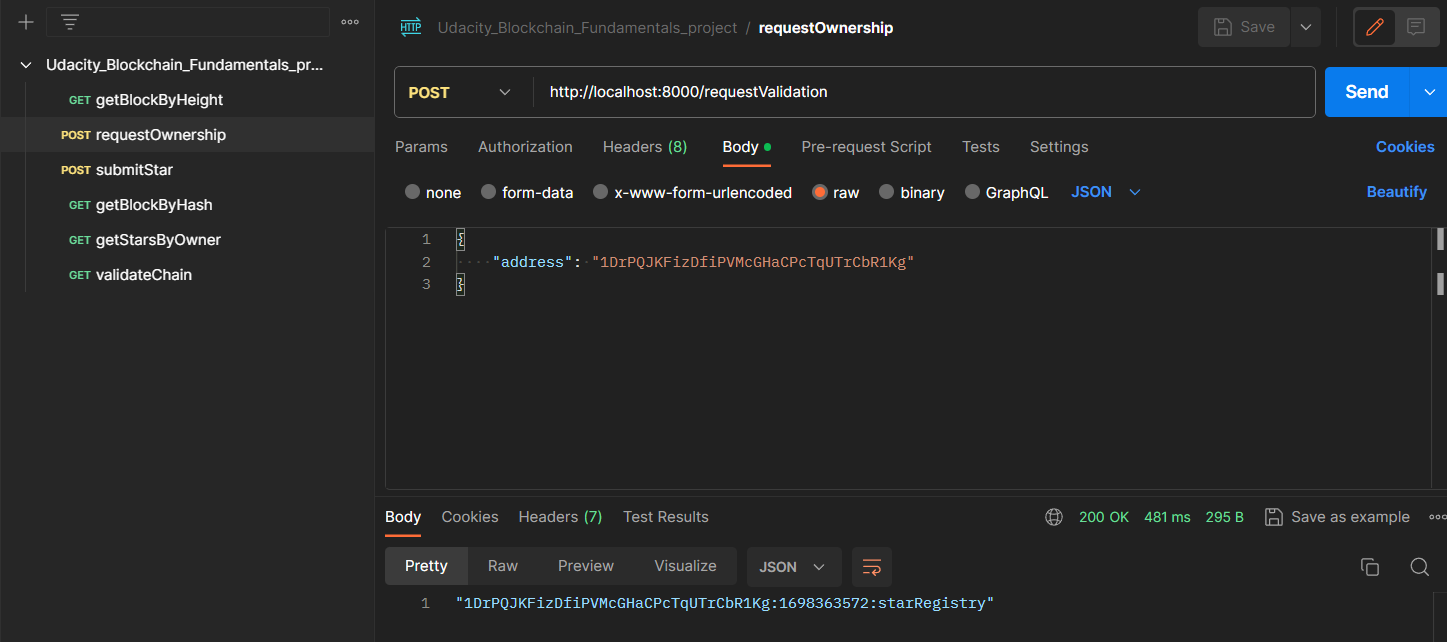 Udacity_Blockchain_Fundamentals_pr...
GET getBlockByHeight
POST requestOwnership
POST submitStar
GET getBlockByHash
GET getStarsByOwner
GET validateChain
HTTP Udacity_Blockchain_Fundamentals_project / requestOwnership
Save
POST http://localhost:8000/requestValidation
Send
Params Authorization Headers (8) Body Pre-request Script Tests Settings Cookies
none form-data x-www-form-urlencoded raw binary GraphQL JSON Beautify
1 {
2 "address": "1DrPQJKFizDfiPVMcGHaCPcTqUTrCbR1Kg"
3 }
Body Cookies Headers (7) Test Results 200 OK 481 ms 295 B Save as example
Pretty Raw Preview Visualize JSON
1 "1DrPQJKFizDfiPVMcGHaCPcTqUTrCbR1Kg:1698363572:starRegistry"